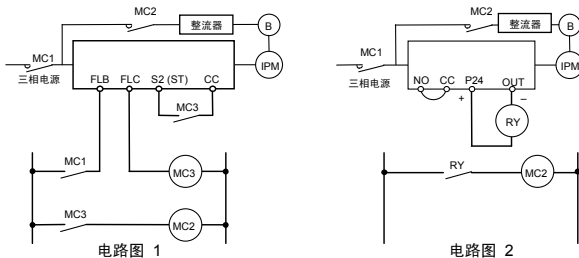 MC2
整流器
B
MC1
三相电源
IPM
FLB
FLC
S2 (ST)
CC
MC3
MC1
MC3
MC3
MC2
电路图 1
MC2
整流器
B
MC1
三相电源
IPM
NO
CC
P24
OUT
+
–
RY
RY
MC2
电路图 2